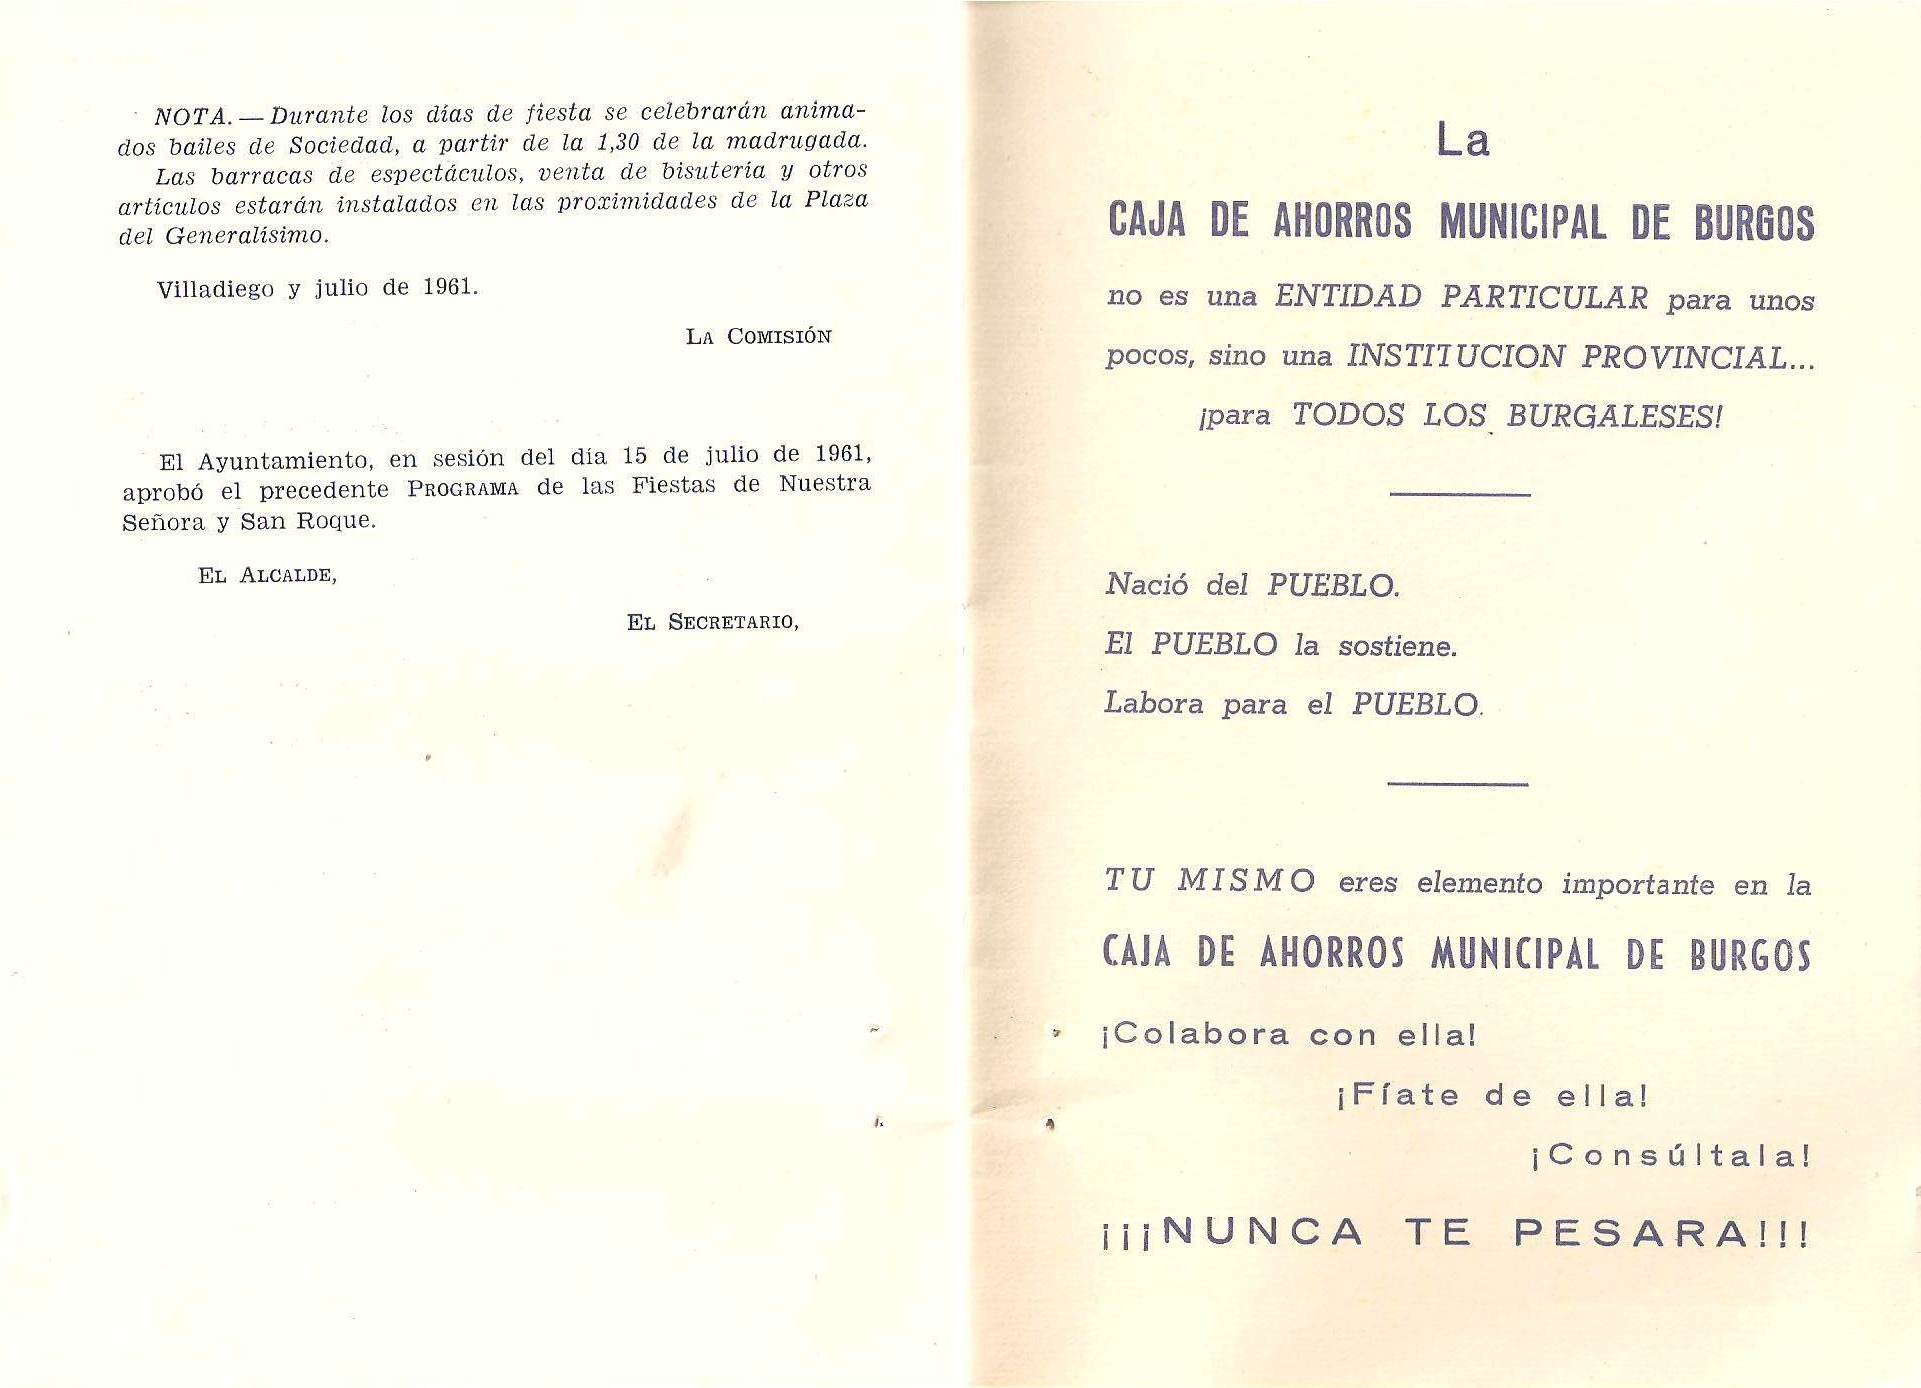 NOTA. — Durante los días de fiesta se celebrarán anima-
dos bailes de Sociedad, a partir de la 1,30 de la madrugada.
Las barracas de espectáculos, venta de bisutería y otros
artículos estarán instalados en las proximidades de la Plaza
del Generalísimo.
Villadiego y julio de 1961.
LA COMISIÓN
El Ayuntamiento, en sesión del día 15 de julio de 1961,
aprobó el precedente PROGRAMA de las Fiestas de Nuestra
Señora y San Roque.
EL ALCALDE,
EL SECRETARIO,
La
CAJA DE AHORROS MUNICIPAL DE BURGOS
no es una ENTIDAD PARTICULAR para unos
pocos, sino una INSTITUCION PROVINCIAL...
¡para TODOS LOS BURGALESES!
Nació del PUEBLO.
El PUEBLO la sostiene.
Labora para el PUEBLO.
TU MISMO eres elemento importante en la
CAJA DE AHORROS MUNICIPAL DE BURGOS
¡Colabora con ella!
¡Fíate de ella!
¡Consúltala!
¡¡¡NUNCA TE PESARA!!!